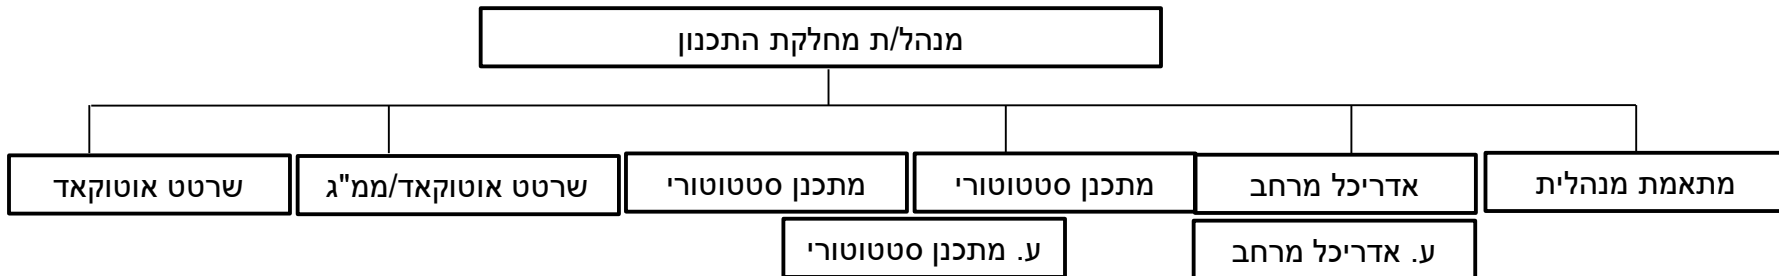 מנהל/ת מחלקת התכנון
מתאמת מנהלית
אדריכל מרחב
מתכנן סטטוטורי
מתכנן סטטוטורי
שרטט אוטוקאד/ממ"ג
שרטט אוטוקאד
ע. אדריכל מרחב
ע. מתכנן סטטוטורי